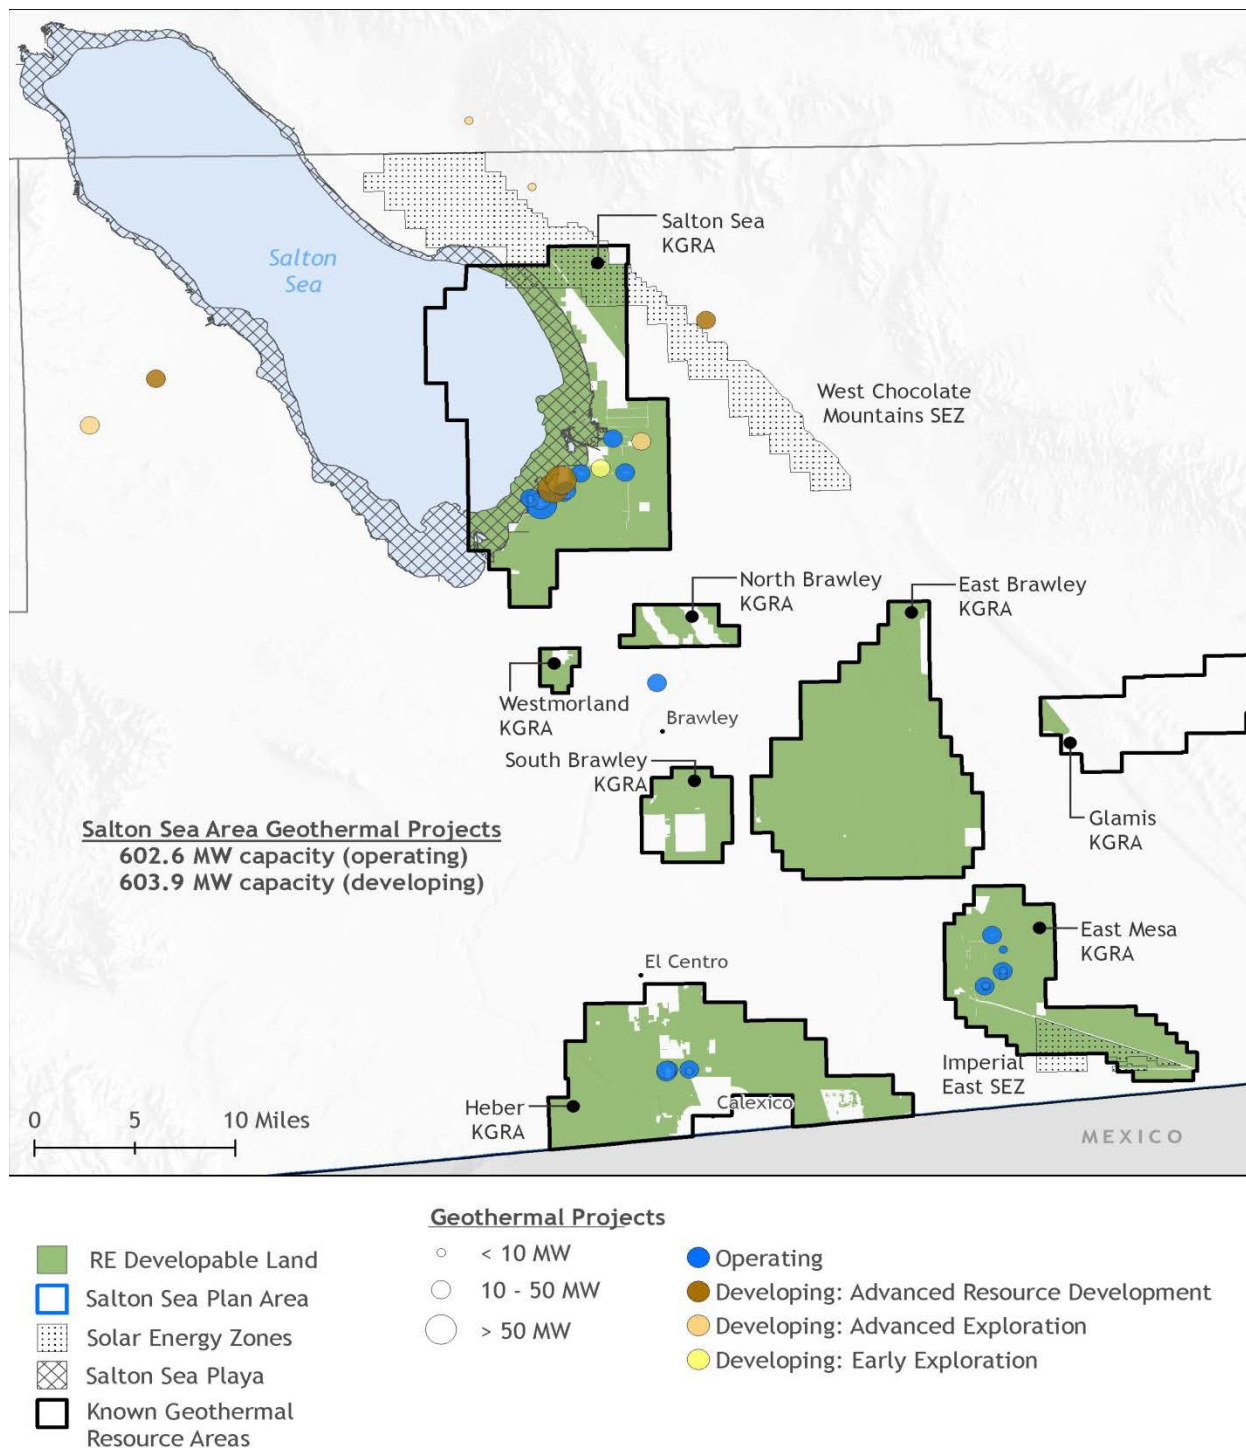 Salton Sea
KGRA
Salton
Sea
West Chocolate
Mountains SEZ
North Brawley
KGRA
East Brawley
KGRA
Westmorland
KGRA
Brawley
South Brawley
KGRA
Glamis
KGRA
Salton Sea Area Geothermal Projects
602.6 MW capacity (operating)
603.9 MW capacity (developing)
East Mesa
KGRA
El Centro
Imperial
East SEZ
Heber
KGRA
Calexico
MEXICO
0 5 10 Miles
RE Developable Land
Salton Sea Plan Area
Solar Energy Zones
Salton Sea Playa
Known Geothermal
Resource Areas
Geothermal Projects
< 10 MW
10 - 50 MW
> 50 MW
Operating
Developing: Advanced Resource Development
Developing: Advanced Exploration
Developing: Early Exploration